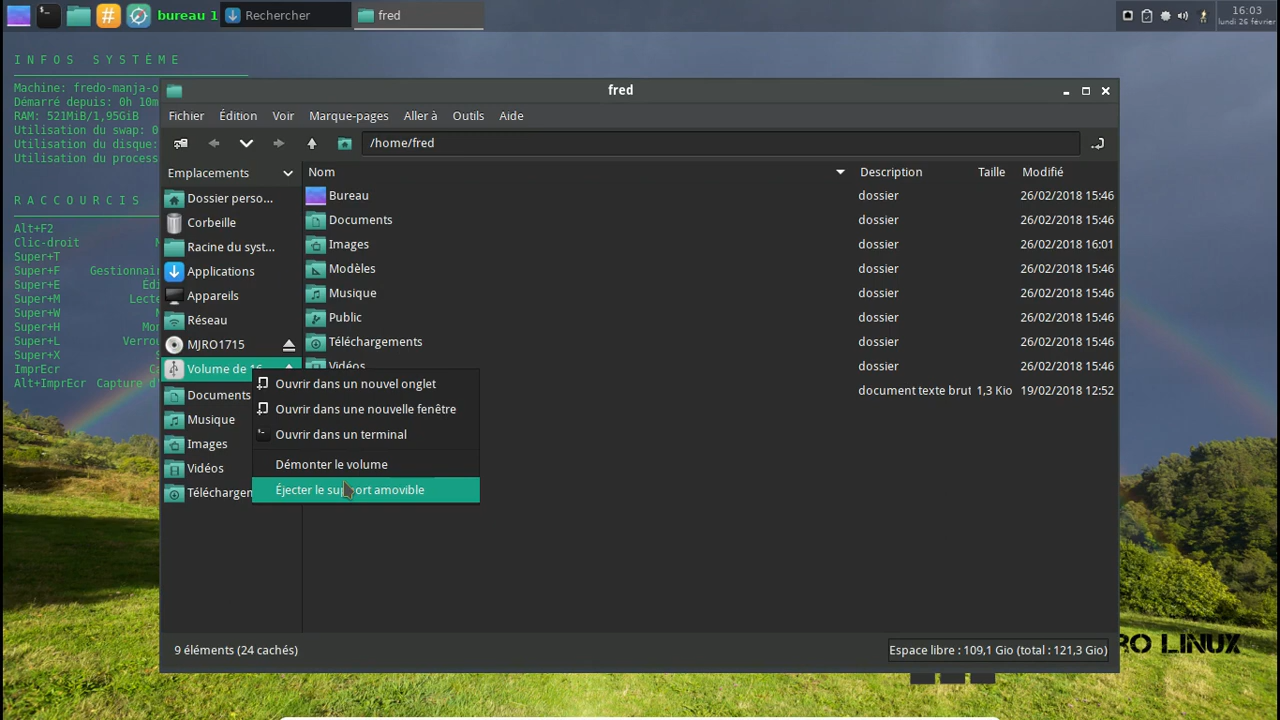 bureau 1
Rechercher
fred
16:03
lundi 26 février
INFOS SYSTÈME
Machine: fredo-manja-o
Démarré depuis: 0h 10m
RAM: 521MiB/1,95GiB
Utilisation du swap: 0
Utilisation du disque:
Utilisation du process
RACCOURCIS
Alt+F2
Clic-droit
Super+T
Super+F Gestionnair
Super+E Édi
Super+M Lecte
Super+W
Super+H Mon
Super+L Verrou
Super+X
ImprEcr
Alt+ImprEcr Capture d'
fred
Fichier Édition Voir Marque-pages Aller à Outils Aide
/home/fred
Emplacements
Dossier perso...
Corbeille
Racine du syst...
Applications
Appareils
Réseau
MJRO1715
Volume de
Documents
Musique
Images
Vidéos
Téléchargen
Nom Description Taille Modifié
Bureau dossier 26/02/2018 15:46
Documents dossier 26/02/2018 15:46
Images dossier 26/02/2018 16:01
Modèles dossier 26/02/2018 15:46
Musique dossier 26/02/2018 15:46
Public dossier 26/02/2018 15:46
Téléchargements dossier 26/02/2018 15:46
Vidéos dossier 26/02/2018 15:46
document texte brut 1,3 Kio 19/02/2018 12:52
Ouvrir dans un nouvel onglet
Ouvrir dans une nouvelle fenêtre
Ouvrir dans un terminal
Démonter le volume
Éjecter le support amovible
9 éléments (24 cachés)
Espace libre : 109,1 Gio (total : 121,3 Gio)
RO LINUX